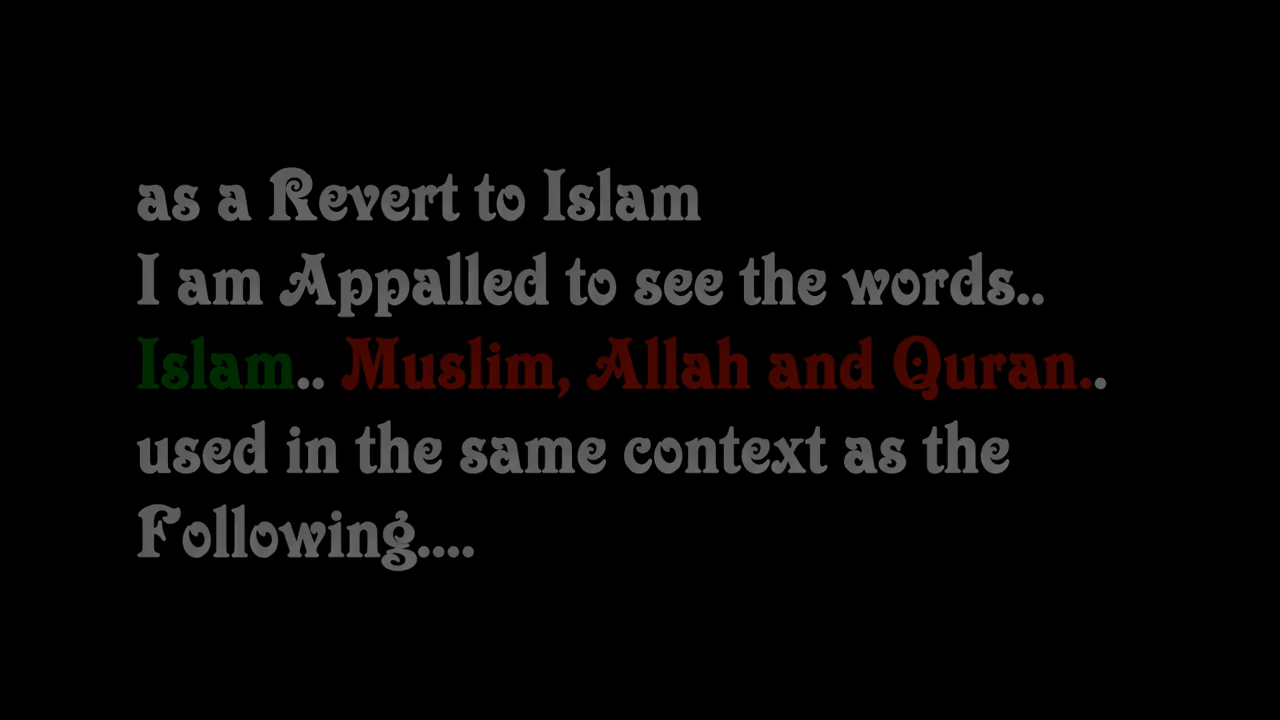 as a Revert to Islam
I am Appalled to see the words..
Islam.. Muslim, Allah and Quran..
used in the same context as the
Following....